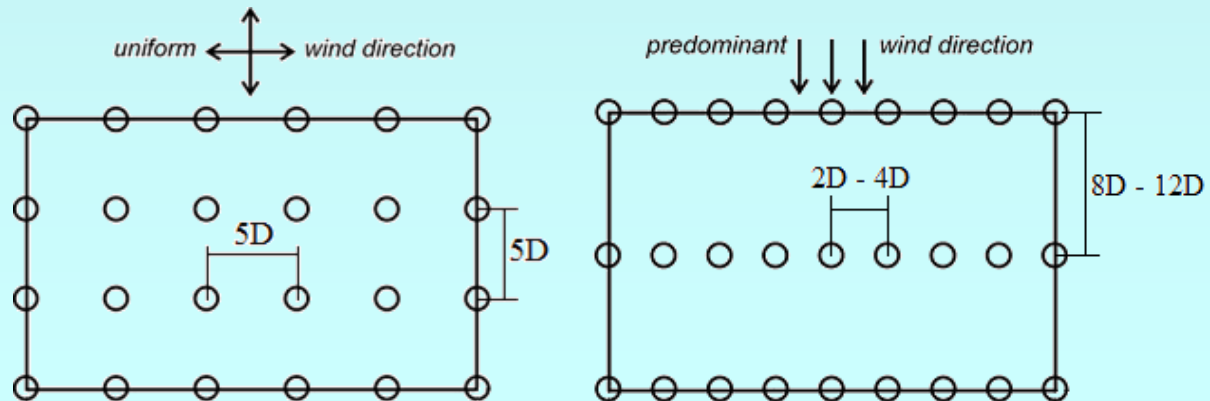 uniform wind direction
5D
5D
predominant wind direction
2D - 4D
8D - 12D